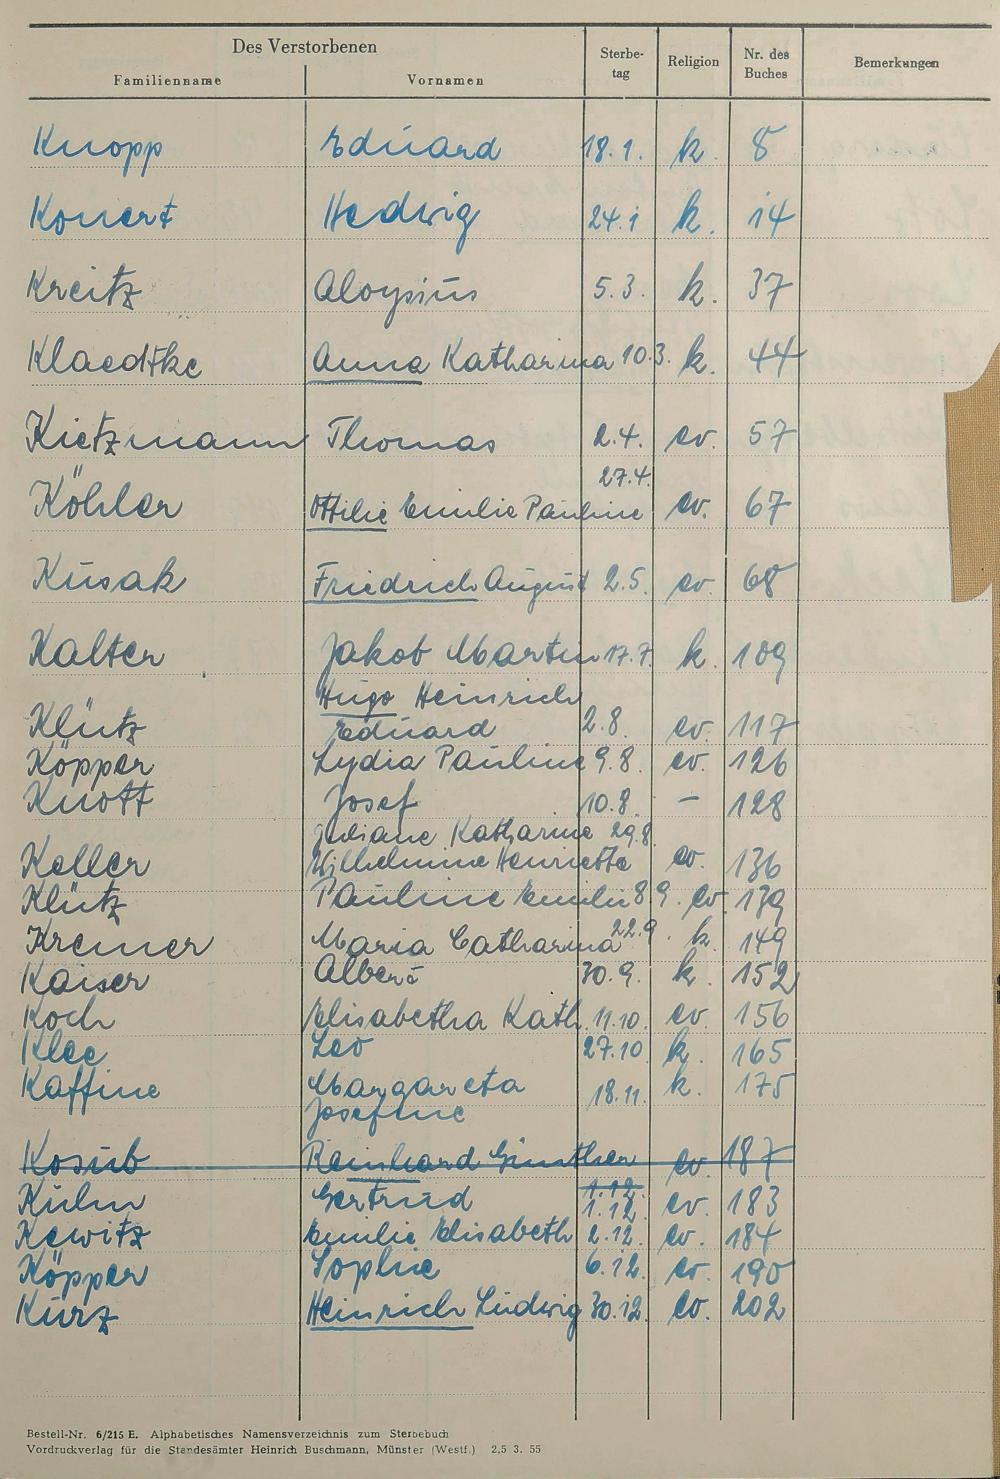 Des Verstorbenen
Familienname Vornamen Sterbe-tag Religion Nr. des Buches Bemerkungen
Knopp Eduard 18.1. k. 8
Konert Hedwig 24.1 k. 14
Kreitz Aloysius 5.3. k. 37
Klaedtke Anna Katharina 10.3. k. 44
Kietzmann Thomas 2.4. ev. 57
27.4.
Köhler Ottilie Emilie Pauline ev. 67
Kusak Friedrich August 2.5. ev 68
Kalter Jakob Martin 17.7. k. 109
Hugo Heinrich
Klütz Eduard 2.8. ev. 117
Köpper Lydia Pauline 9.8. ev. 126
Knott Josef 10.8. – 128
Juliane Katharine 29.8.
Keller Wilhelmine Henriette ev. 136
Klütz Pauline Emilie 8.9. ev. 139
Kremer Maria Catharina 22.9. k. 149
Kaiser Albert 30.9. k. 152
Koch Elisabetha Kath. 11.10. ev. 156
Klee Leo 27.10. k. 165
Kaffine Margareta 18.11. k. 175
Josefine
Kosub Reinhard Günther ev 187
1.12.
Kuhn Gertrud 1.12. ev. 183
Kewitz Emilie Elisabeth 2.12. ev. 184
Köpper Sophie 6.12. ev. 190
Kurz Heinrich Ludwig 30.12. ev. 202
Bestell-Nr. 6/215 E. Alphabetisches Namensverzeichnis zum Sterbebuch
Vordruckverlag für die Standesämter Heinrich Buschmann, Münster (Westf.) 2,5 3. 55